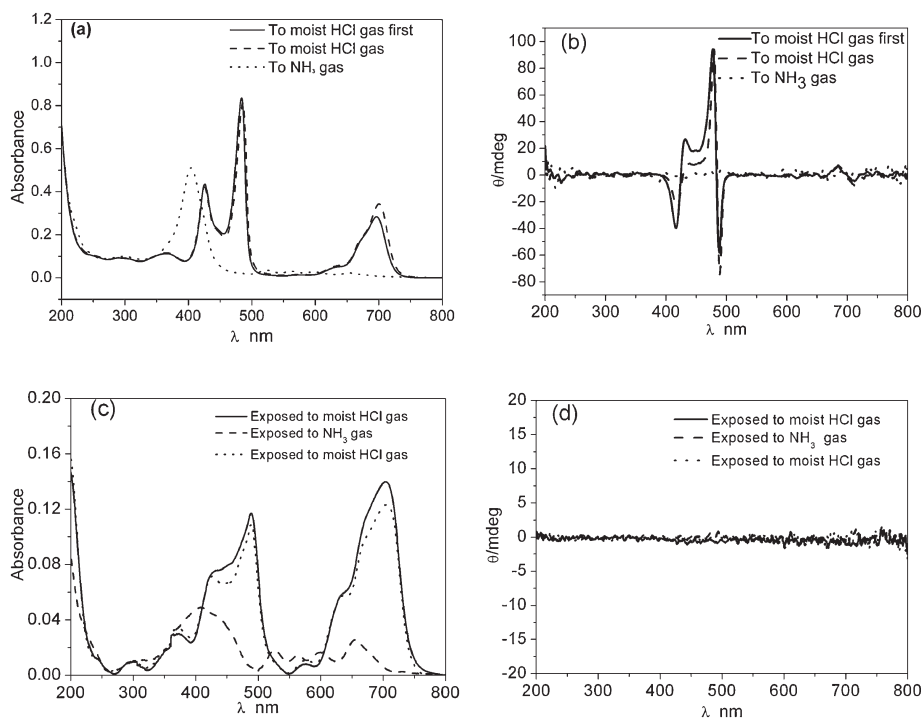 (a)
To moist HCl gas first
To moist HCl gas
To NH, gas
1.2
1.0
0.8
0.6
0.4
0.2
0.0
Absorbance
200 300 400 500 600 700 800
λ nm
(b)
To moist HCl gas first
To moist HCl gas
To NH3 gas
100
80
60
40
20
0
-20
-40
-60
-80
θ/mdeg
200 300 400 500 600 700 800
λ nm
(c)
Exposed to moist HCl gas
Exposed to NH3 gas
Exposed to moist HCl gas
0.20
0.16
0.12
0.08
0.04
0.00
Absorbance
200 300 400 500 600 700 800
λ nm
(d)
Exposed to moist HCl gas
Exposed to NH3 gas
Exposed to moist HCl gas
20
15
10
5
0
-5
-10
-15
-20
θ/mdeg
200 300 400 500 600 700 800
λ nm